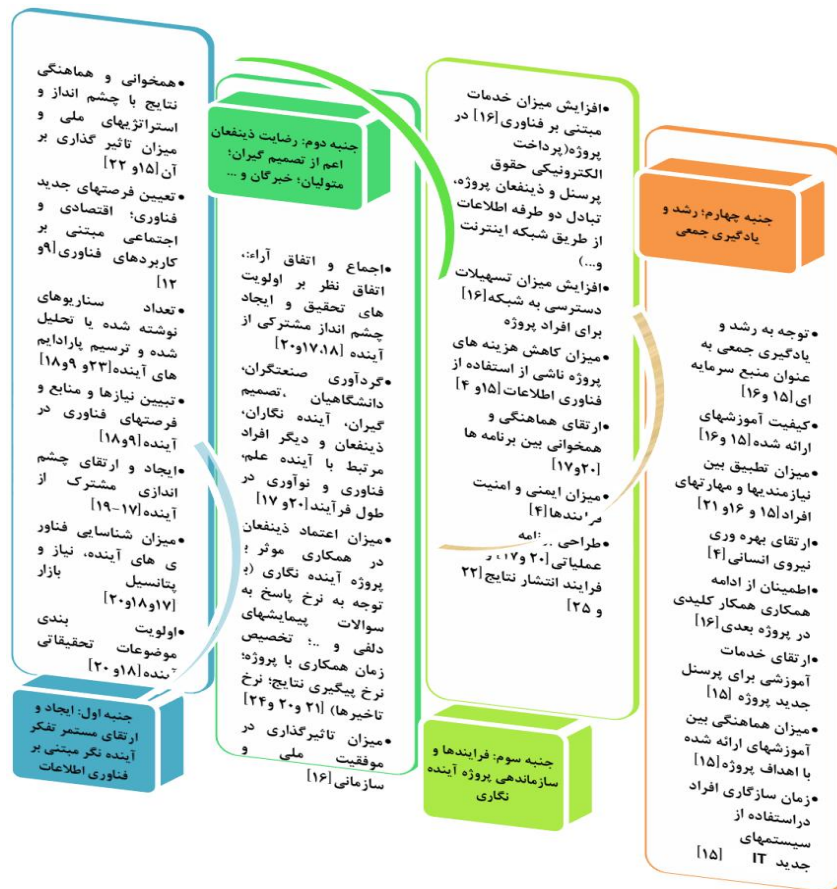 •همخوانی و هماهنگی
نتایج با چشم انداز و
استراتژیهای ملی و
میزان تاثیر گذاری بر
آن[۱۵و ۲۲]
•تعیین فرصتهای جدید
فناوری؛ اقتصادی و
اجتماعی مبتنی بر
کاربردهای فناوری[۹و
۱۲]
•تعداد سناریوهای
نوشته شده یا تحلیل
شده و ترسیم پارادایم
های آینده[۲۳و ۹و۱۸]
•تبیین نیازها و منابع و
فرصتهای فناوری در
آینده[۹و۱۸]
•ایجاد و ارتقای چشم
اندازی مشترک از
آینده[۱۷-۱۹]
•میزان شناسایی فناور
ی های آینده، نیاز و
پتانسیل بازار
[۱۷و۱۸و۲۰]
•اولویت بندی
موضوعات تحقیقاتی
آینده[۱۸و ۲۰]
جنبه اول: ایجاد و
ارتقای مستمر تفکر
آینده نگر مبتنی بر
فناوری اطلاعات
جنبه دوم: رضایت ذینفعان
اعم از تصمیم گیران؛
متولیان؛ خبرگان و ...
•اجماع و اتفاق آراء:،
اتفاق نظر بر اولویت
های تحقیق و ایجاد
چشم انداز مشترکی از
آینده [۱۷،۱۸و۲۰]
•گردآوری صنعتگران،
دانشگاهیان ،تصمیم
گیران، آینده نگاران،
ذینفعان و دیگر افراد
مرتبط با آینده علم،
فناوری و نوآوری در
طول فرآیند[۲۰و ۱۷]
•میزان اعتماد ذینفعان
در همکاری موثر با
پروژه آینده نگاری (با
توجه به نرخ پاسخ به
سوالات پیمایشهای
دلفی و ..؛ تخصیص
زمان همکاری با پروژه؛
نرخ پیگیری نتایج؛ نرخ
تاخیرها) [۲۱ و۲۰ و۲۴]
•میزان تاثیرگذاری در
موفقیت ملی و
سازمانی[۱۶]
•افزایش میزان خدمات
مبتنی بر فناوری[۱۶] در
پروژه(پرداخت
الکترونیکی حقوق
پرسنل و ذینفعان پروژه،
تبادل دو طرفه اطلاعات
از طریق شبکه اینترنت
و...)
•افزایش میزان تسهیلات
دسترسی به شبکه[۱۶]
برای افراد پروژه
•میزان کاهش هزینه های
پروژه ناشی از استفاده از
فناوری اطلاعات[۱۵و ۴]
•ارتقای هماهنگی و
همخوانی بین برنامه ها
[۲۰و۱۷]
•میزان ایمنی و امنیت
فرایندها[۴]
•طراحی برنامه
عملیاتی[۲۰ و۱۷] و
فرایند انتشار نتایج[۲۲
و ۲۵]
جنبه سوم: فرایندها و
سازماندهی پروژه آینده
نگاری
جنبه چهارم؛ رشد و
یادگیری جمعی
•توجه به رشد و
یادگیری جمعی به
عنوان منبع سرمایه
ای[۱۵ و۱۶]
•کیفیت آموزشهای
ارائه شده[۱۵ و۱۶]
•میزان تطبیق بین
نیازمندیها و مهارتهای
افراد[۱۵ و ۱۶و ۲۱]
•ارتقای بهره وری
نیروی انسانی[۴]
•اطمینان از ادامه
همکاری همکار کلیدی
در پروژه بعدی[۱۶]
•ارتقای خدمات
آموزشی برای پرسنل
جدید پروژه [۱۵]
•میزان هماهنگی بین
آموزشهای ارائه شده
با اهداف پروژه[۱۵]
•زمان سازگاری افراد
دراستفاده از
سیستمهای
جدید IT [۱۵]